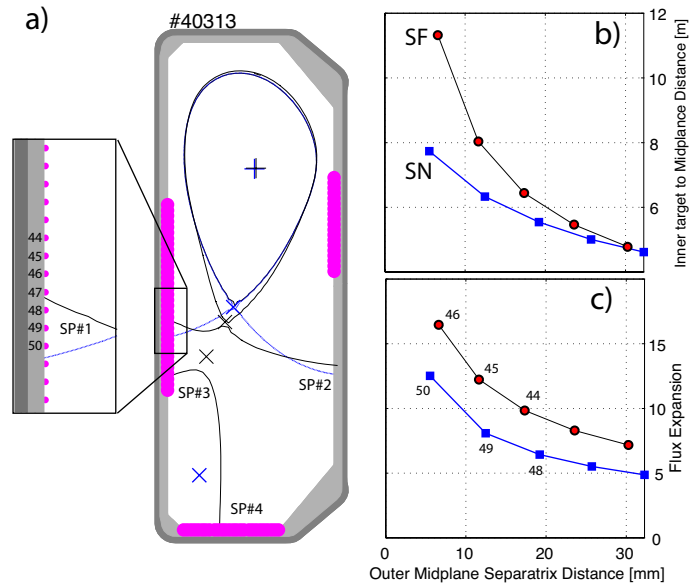 a)
#40313
44
45
46
47
48
49
50
SP#1
SP#2
SP#3
SP#4
b)
SF
SN
12
10
8
6
4
Inner target to Midplance Distance [m]
c)
46
45
44
50
49
48
15
10
5
0
Flux Expansion
0 10 20 30
Outer Midplane Separatrix Distance [mm]